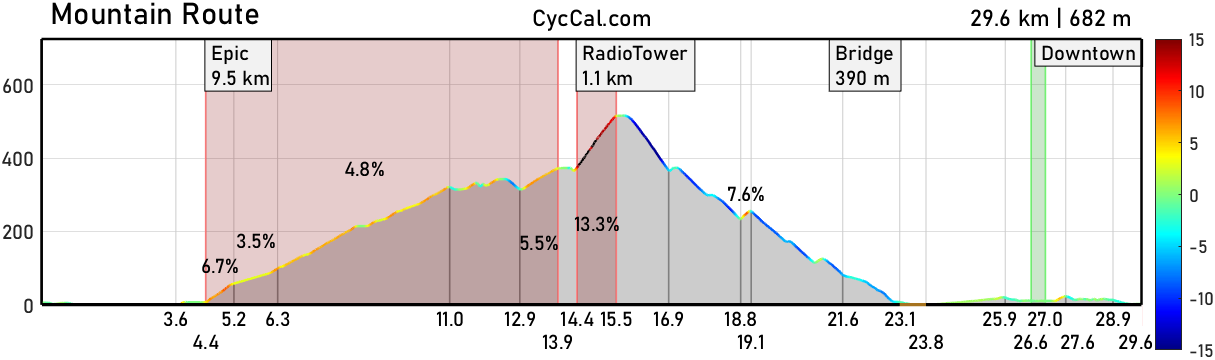 Mountain Route
CycCal.com
29.6 km | 682 m
Epic
9.5 km
RadioTower
1.1 km
Bridge
390 m
Downtown
600
400
200
0
6.7%
3.5%
4.8%
5.5%
13.3%
7.6%
3.6 5.2 6.3 11.0 12.9 14.4 15.5 16.9 18.8 21.6 23.1 25.9 27.0 28.9
4.4 13.9 19.1 23.8 26.6 27.6 29.6
15
10
5
0
-5
-10
-15